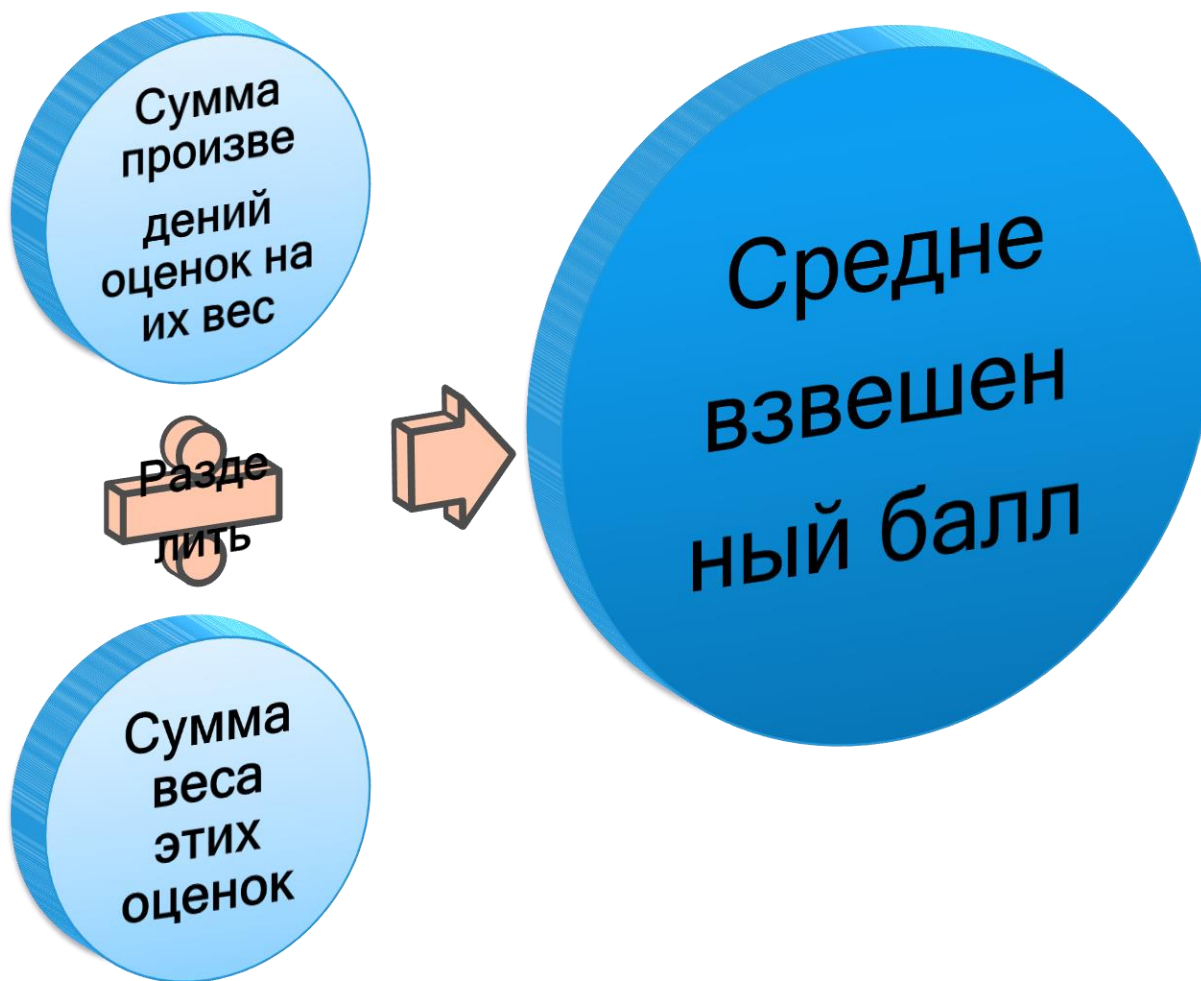 Сумма
произве
дений
оценок на
их вес
Разде
лить
Сумма
веса
этих
оценок
Средне
взвешен
ный балл